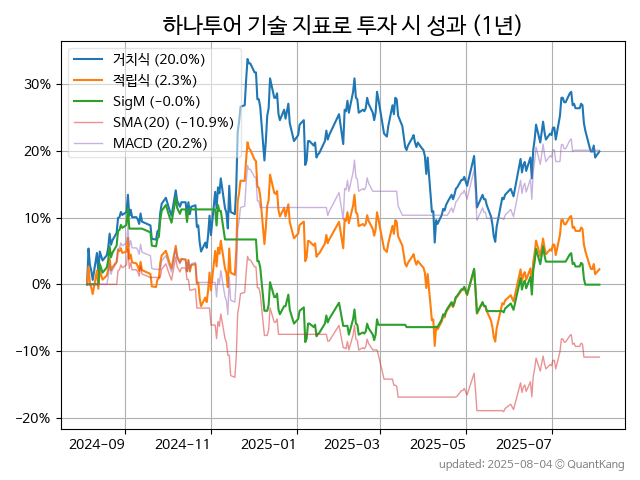 하나투어 기술 지표로 투자 시 성과 (1년)
거치식 (20.0%)
적립식 (2.3%)
SigM (−0.0%)
SMA(20) (−10.9%)
MACD (20.2%)
30%
20%
10%
0%
−10%
−20%
2024-09 2024-11 2025-01 2025-03 2025-05 2025-07
updated: 2025-08-04 © QuantKang